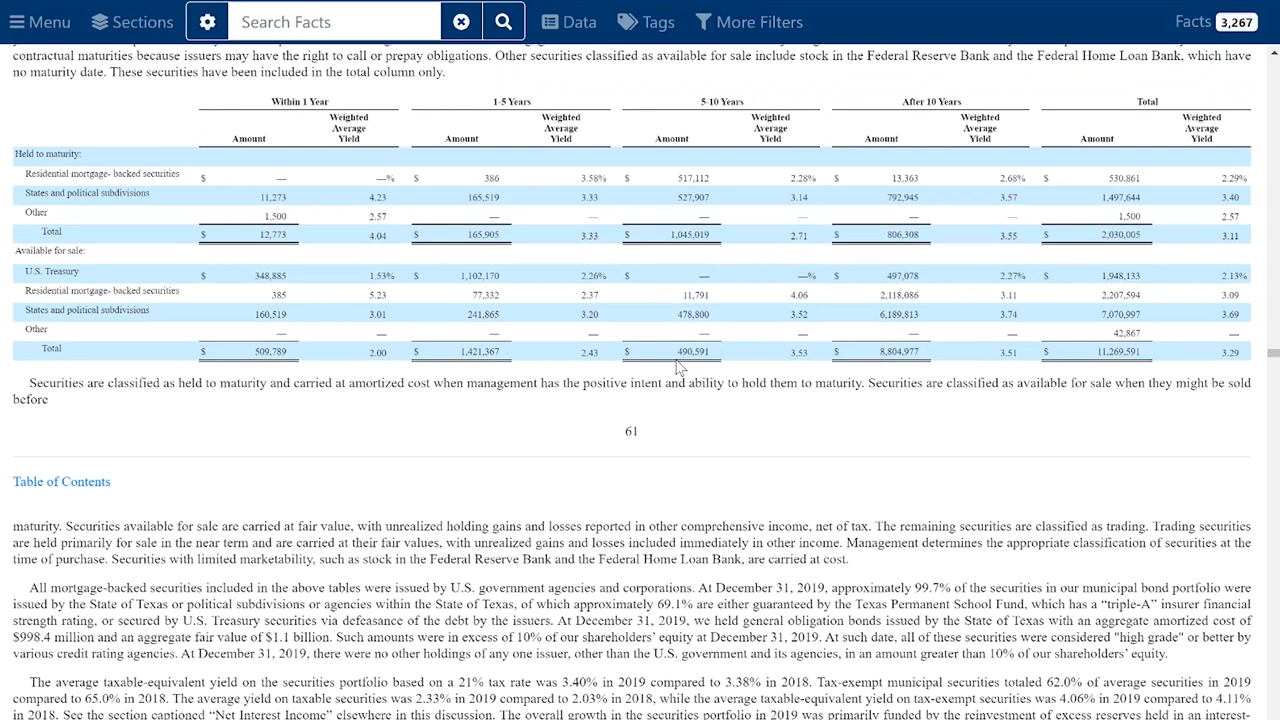 Menu Sections Search Facts Data Tags More Filters Facts 3,267
contractual maturities because issuers may have the right to call or prepay obligations. Other securities classified as available for sale include stock in the Federal Reserve Bank and the Federal Home Loan Bank, which have
no maturity date. These securities have been included in the total column only.
Within 1 Year 1-5 Years 5-10 Years After 10 Years Total
Amount Weighted Average Yield Amount Weighted Average Yield Amount Weighted Average Yield Amount Weighted Average Yield Amount Weighted Average Yield
Held to maturity:
Residential mortgage- backed securities $ — —% $ 386 3.58% $ 517,112 2.28% $ 13,363 2.68% $ 530,861 2.29%
States and political subdivisions 11,273 4.23 165,519 3.33 527,907 3.14 792,945 3.57 1,497,644 3.40
Other 1,500 2.57 — — — — — — 1,500 2.57
Total $ 12,773 4.04 $ 165,905 3.33 $ 1,045,019 2.71 $ 806,308 3.55 $ 2,030,005 3.11
Available for sale:
U.S. Treasury $ 348,885 1.53% $ 1,102,170 2.26% $ — —% $ 497,078 2.27% $ 1,948,133 2.13%
Residential mortgage- backed securities 385 5.23 77,332 2.37 11,791 4.06 2,118,086 3.11 2,207,594 3.09
States and political subdivisions 160,519 3.01 241,865 3.20 478,800 3.52 6,189,813 3.74 7,070,997 3.69
Other — — — — — — — — 42,867 —
Total $ 509,789 2.00 $ 1,421,367 2.43 $ 490,591 3.53 $ 8,804,977 3.51 $ 11,269,591 3.29
Securities are classified as held to maturity and carried at amortized cost when management has the positive intent and ability to hold them to maturity. Securities are classified as available for sale when they might be sold
before
61
Table of Contents
maturity. Securities available for sale are carried at fair value, with unrealized holding gains and losses reported in other comprehensive income, net of tax. The remaining securities are classified as trading. Trading securities
are held primarily for sale in the near term and are carried at their fair values, with unrealized gains and losses included immediately in other income. Management determines the appropriate classification of securities at the
time of purchase. Securities with limited marketability, such as stock in the Federal Reserve Bank and the Federal Home Loan Bank, are carried at cost.
All mortgage-backed securities included in the above tables were issued by U.S. government agencies and corporations. At December 31, 2019, approximately 99.7% of the securities in our municipal bond portfolio were
issued by the State of Texas or political subdivisions or agencies within the State of Texas, of which approximately 69.1% are either guaranteed by the Texas Permanent School Fund, which has a “triple-A” insurer financial
strength rating, or secured by U.S. Treasury securities via defeasance of the debt by the issuers. At December 31, 2019, we held general obligation bonds issued by the State of Texas with an aggregate amortized cost of
$998.4 million and an aggregate fair value of $1.1 billion. Such amounts were in excess of 10% of our shareholders' equity at December 31, 2019. At such date, all of these securities were considered "high grade" or better by
various credit rating agencies. At December 31, 2019, there were no other holdings of any one issuer, other than the U.S. government and its agencies, in an amount greater than 10% of our shareholders’ equity.
The average taxable-equivalent yield on the securities portfolio based on a 21% tax rate was 3.40% in 2019 compared to 3.38% in 2018. Tax-exempt municipal securities totaled 62.0% of average securities in 2019
compared to 65.0% in 2018. The average yield on taxable securities was 2.33% in 2019 compared to 2.03% in 2018, while the average taxable-equivalent yield on tax-exempt securities was 4.06% in 2019 compared to 4.11%
in 2018. See the section captioned “Net Interest Income” elsewhere in this discussion. The overall growth in the securities portfolio in 2019 was primarily funded by the reinvestment of excess reserves held in an interest-